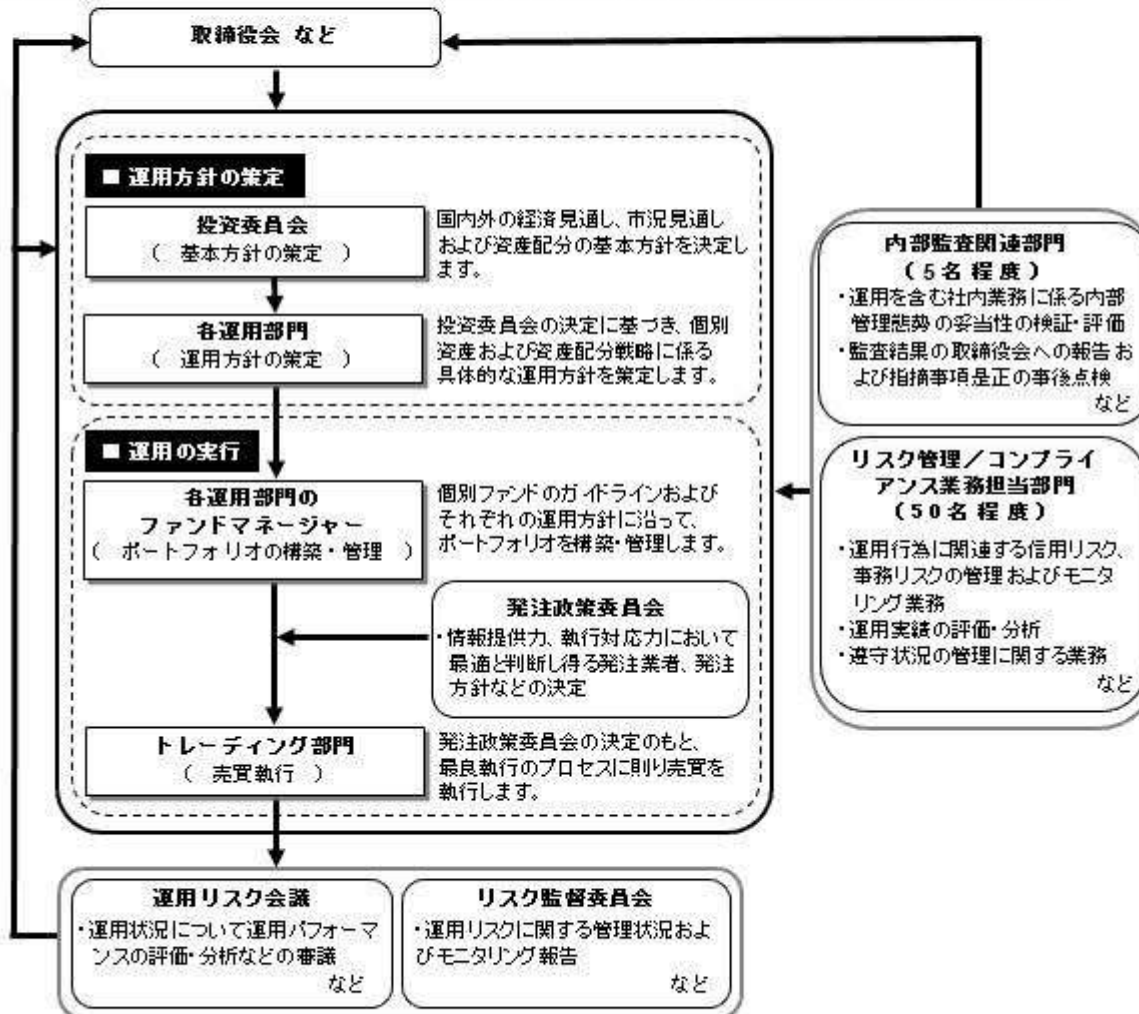 取締役会 など
■ 運用方針の策定
投資委員会
( 基本方針の策定 )
国内外の経済見通し、市況見通し
および資産配分の基本方針を決定し
ます。
各運用部門
( 運用方針の策定 )
投資委員会の決定に基づき、個別
資産および資産配分戦略に係る
具体的な運用方針を策定します。
■ 運用の実行
各運用部門の
ファンドマネージャー
( ポートフォリオの構築・管理 )
個別ファンドのガイドラインおよび
それぞれの運用方針に沿って、
ポートフォリオを構築・管理します。
発注政策委員会
・情報提供力、執行対応力において
最適と判断し得る発注業者、発注
方針などの決定
トレーディング部門
( 売買執行 )
発注政策委員会の決定のもと、
最良執行のプロセスに則り売買を
執行します。
内部監査関連部門
(5名程度)
・運用を含む社内業務に係る内部
管理態勢の妥当性の検証・評価
・監査結果の取締役会への報告お
よび指摘事項是正の事後点検
など
リスク管理/コンプライ
アンス業務担当部門
(50名程度)
・運用行為に関連する信用リスク、
事務リスクの管理およびモニタ
リング業務
・運用実績の評価・分析
・遵守状況の管理に関する業務
など
運用リスク会議
・運用状況について運用パフォーマ
ンスの評価・分析などの審議
など
リスク監督委員会
・運用リスクに関する管理状況およ
びモニタリング報告
など